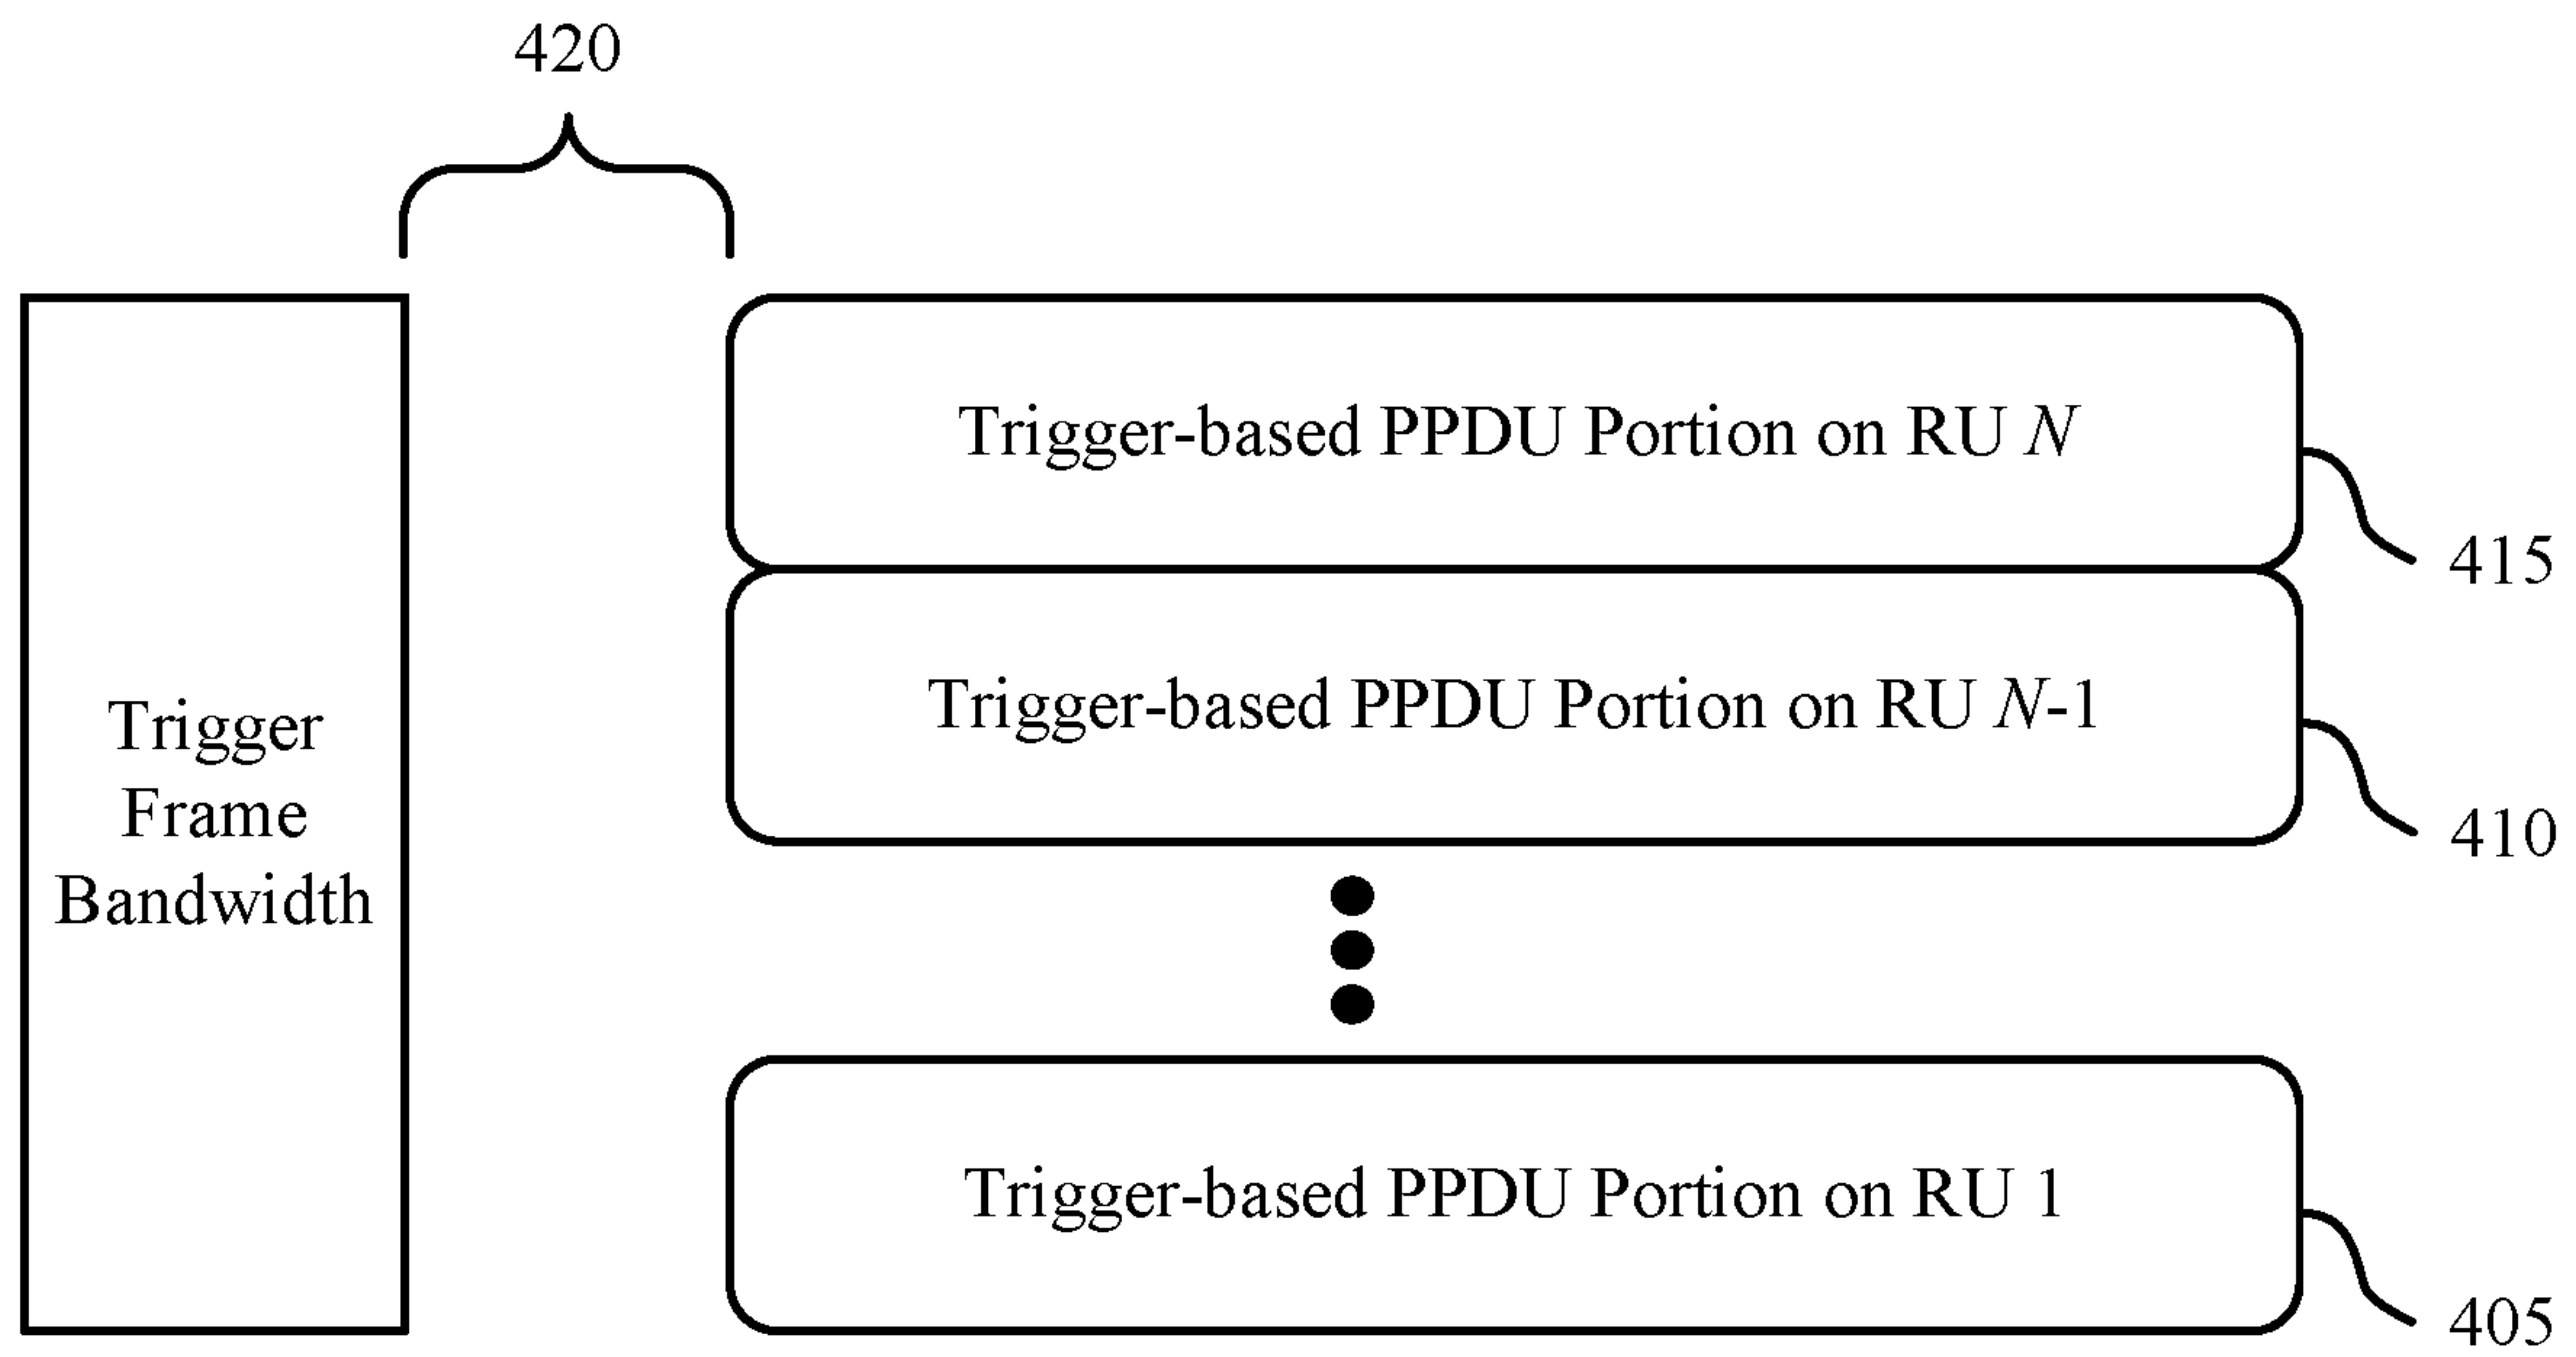 420
Trigger-based PPDU Portion on RU N
415
Trigger-based PPDU Portion on RU N-1
Trigger
Frame
Bandwidth
410
Trigger-based PPDU Portion on RU 1
405